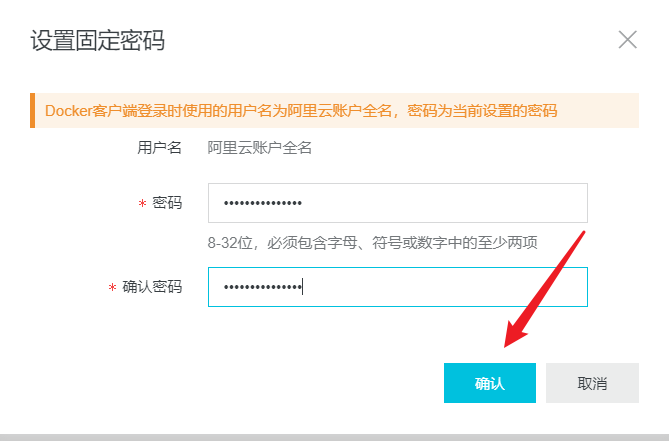 设置固定密码
Docker客户端登录时使用的用户名为阿里云账户全名，密码为当前设置的密码
用户名 阿里云账户全名
* 密码 •••••••••••••••
8-32位，必须包含字母、符号或数字中的至少两项
* 确认密码 •••••••••••••••
确认 取消